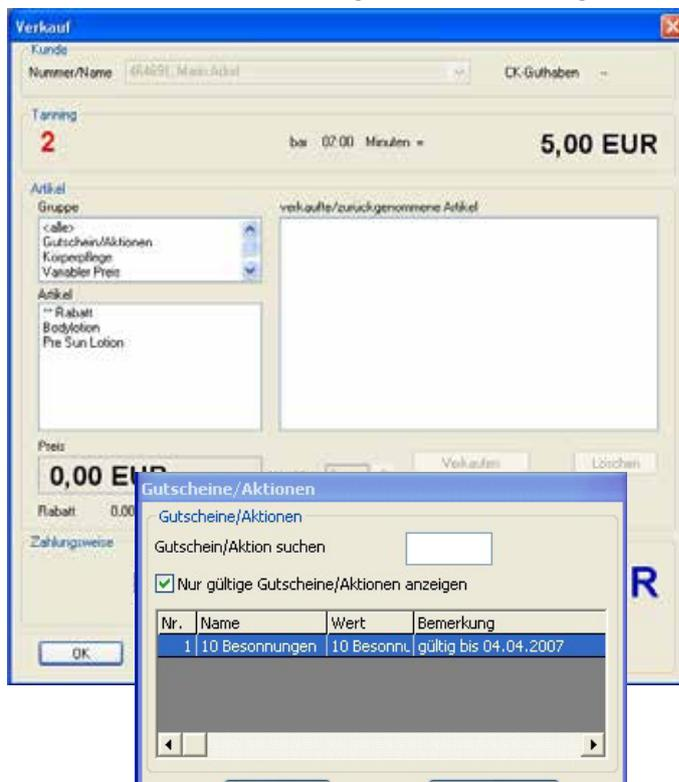 Verkauf
Kunde
Nummer/Name
CK-Guthaben -
Tanning
2 bar 07:00 Minuten = 5,00 EUR
Artikel
Gruppe verkaufte/zurückgenommene Artikel
<alle>
Gutschein/Aktionen
Körperpflege
Variabler Preis
Artikel
** Rabatt
Bodylotion
Pre Sun Lotion
Preis
0,00 EUR
Verkaufen Löschen
Rabatt 0.00
Zahlungsweise
R
OK
Gutscheine/Aktionen
Gutscheine/Aktionen
Gutschein/Aktion suchen
Nur gültige Gutscheine/Aktionen anzeigen
Nr. Name Wert Bemerkung
1 10 Besonnungen 10 Besonnu gültig bis 04.04.2007